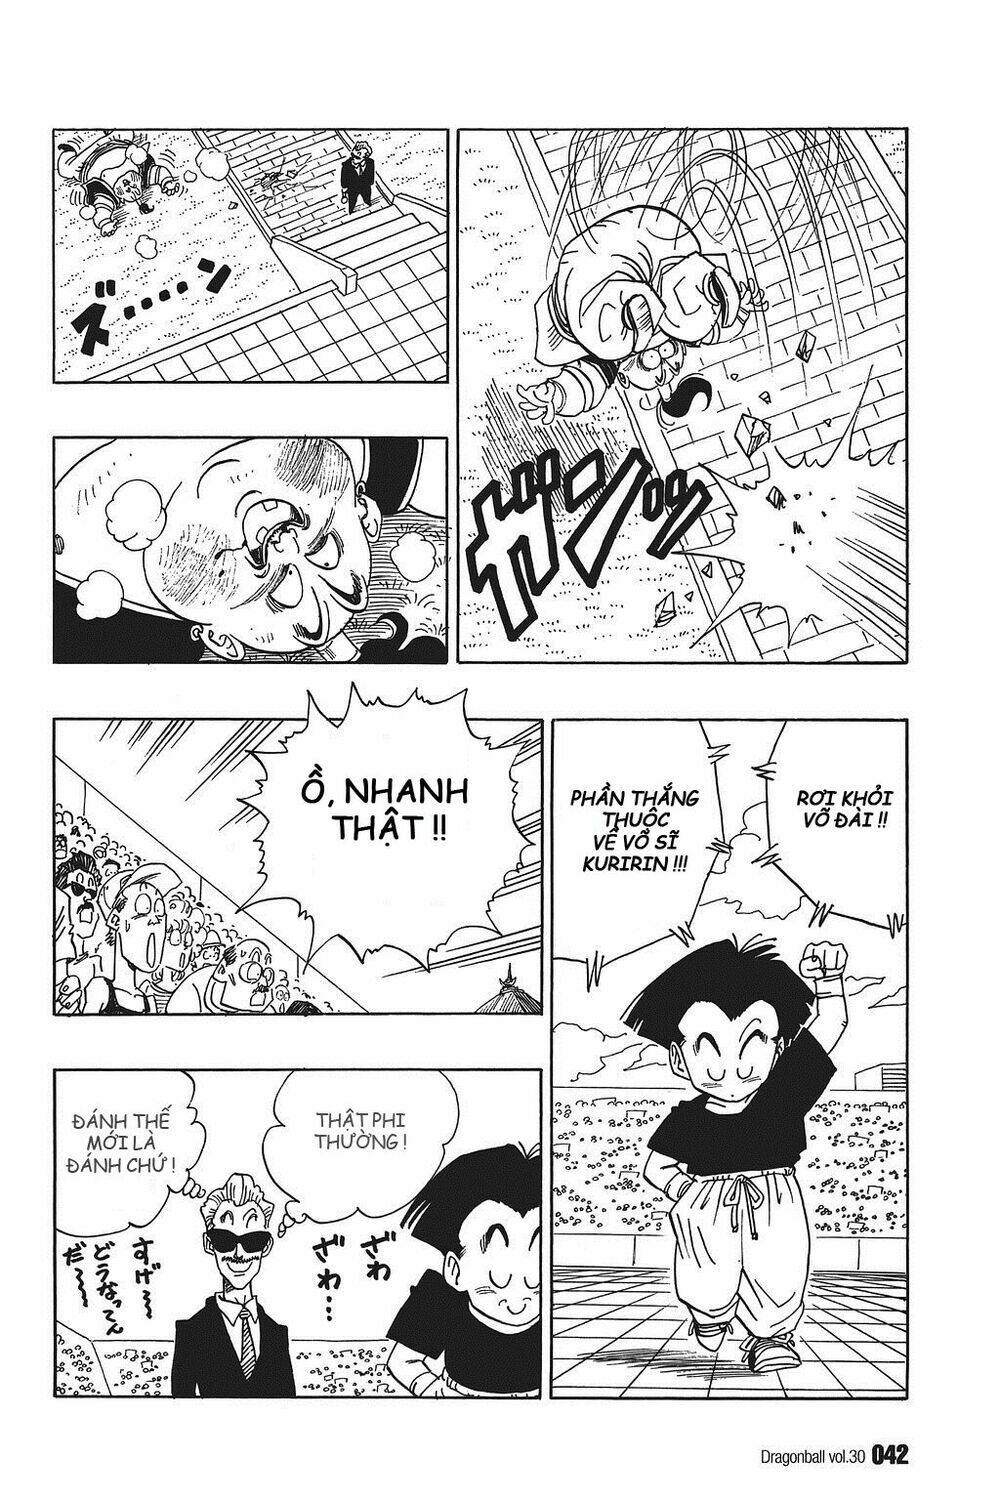 ガンッ
ズ・・・・・ン
RƠI KHỎI
VÕ ĐÀI !!
PHẦN THẮNG
THUỘC
VỀ VÕ SĨ
KURIRIN !!!
Ồ, NHANH
THẬT !!
THẬT PHI
THƯỜNG !
ĐÁNH THẾ
MỚI LÀ
ĐÁNH CHỨ !
ざわ
ざわ・・・
すげ〜〜
どうなってん
だ〜〜
Dragonball vol.30 042